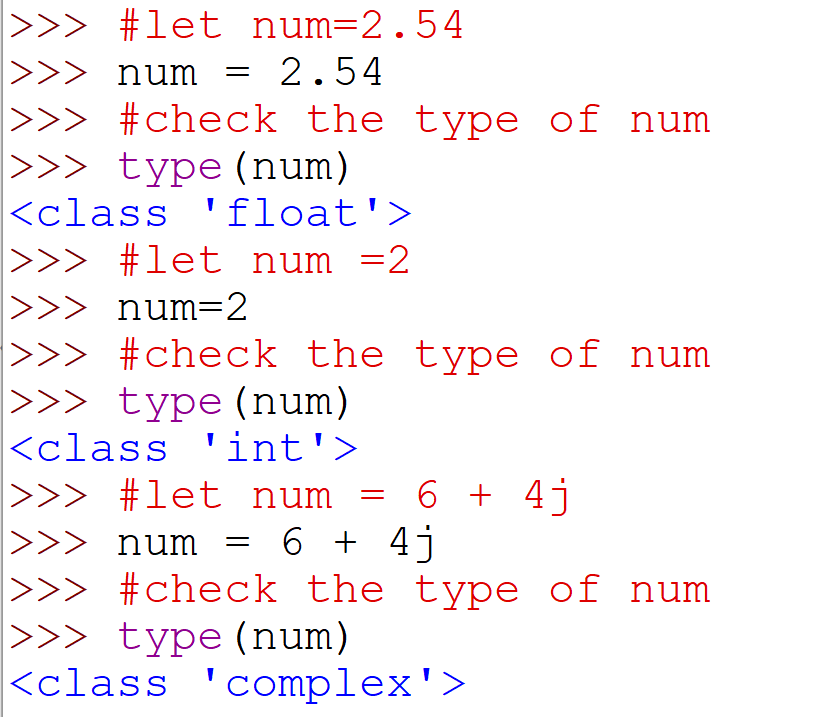 >>> #let num=2.54
>>> num = 2.54
>>> #check the type of num
>>> type(num)
<class 'float'>
>>> #let num =2
>>> num=2
>>> #check the type of num
>>> type(num)
<class 'int'>
>>> #let num = 6 + 4j
>>> num = 6 + 4j
>>> #check the type of num
>>> type(num)
<class 'complex'>